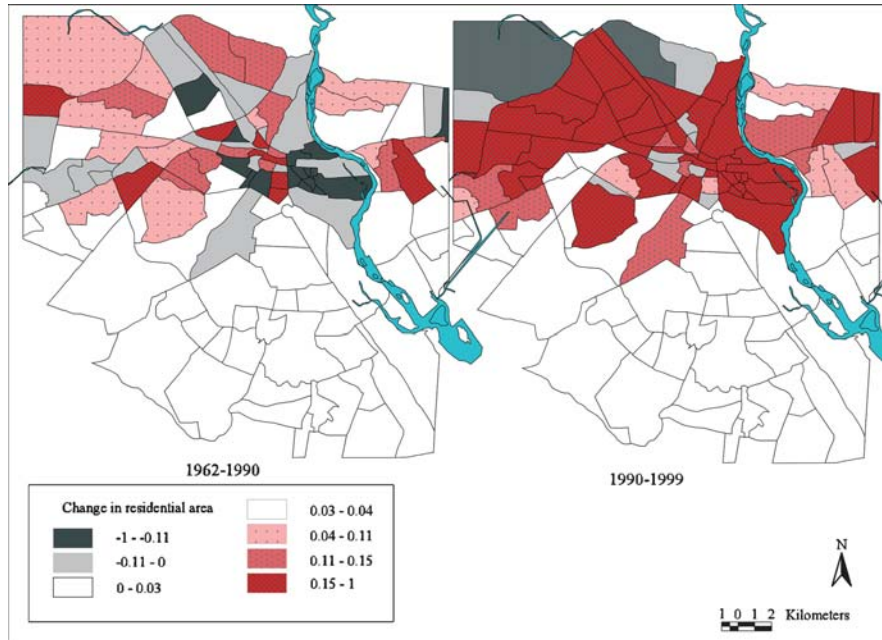 1962-1990
1990-1999
Change in residential area
-1 - -0.11
-0.11 - 0
0 - 0.03
0.03 - 0.04
0.04 - 0.11
0.11 - 0.15
0.15 - 1
N
1 0 1 2 Kilometers